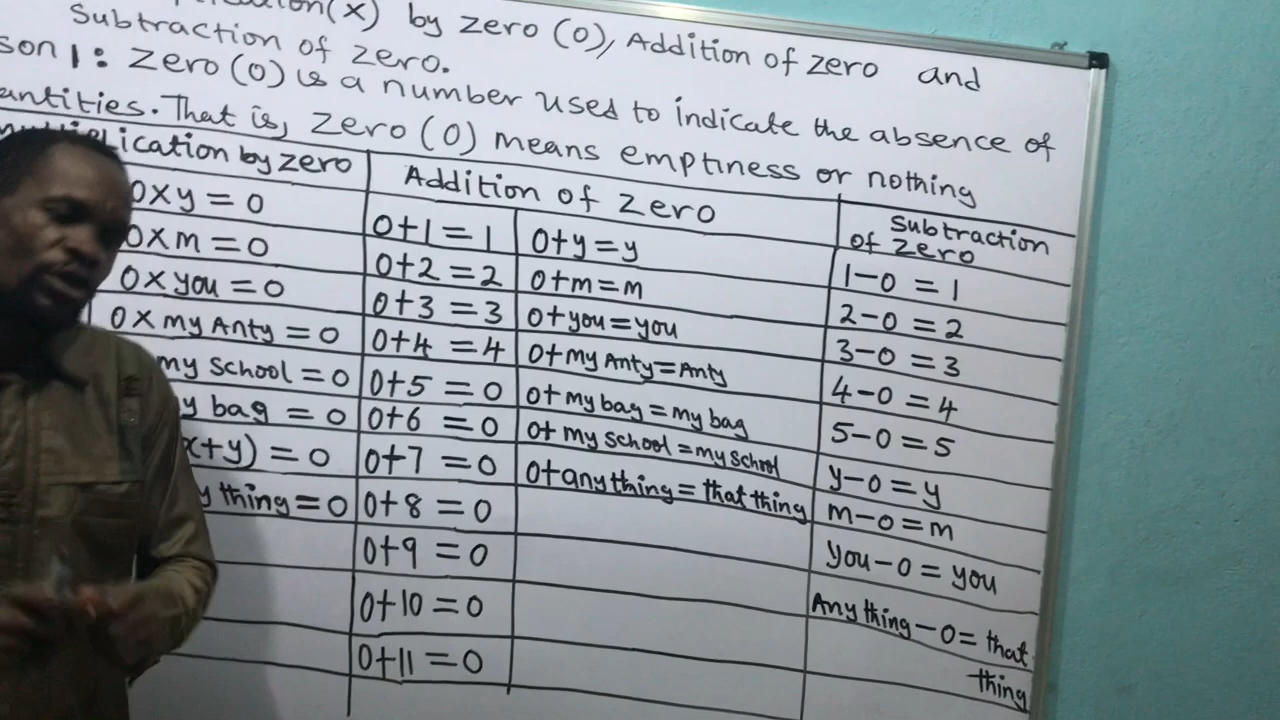 (x) by zero (0), Addition of zero and
Subtraction of zero.
son 1: Zero (0) is a number used to indicate the absence of
antities. That is, zero (0) means emptiness or nothing
ication by zero
0xy = 0
0xm = 0
0x you = 0
0x my Anty = 0
my School = 0
y bag = 0
x+y) = 0
y thing = 0
Addition of Zero
0+1 = 1
0+2 = 2
0+3 = 3
0+4 = 4
0+5 = 0
0+6 = 0
0+7 = 0
0+8 = 0
0+9 = 0
0+10 = 0
0+11 = 0
0+y = y
0+m = m
0+you = you
0+my Anty = Anty
0+ my bag = my bag
0+ my School = my School
0+anything = that thing
Subtraction
of Zero
1-0 = 1
2-0 = 2
3-0 = 3
4-0 = 4
5-0 = 5
y-0 = y
m-0 = m
you-0 = you
Any thing-0 = that
thing